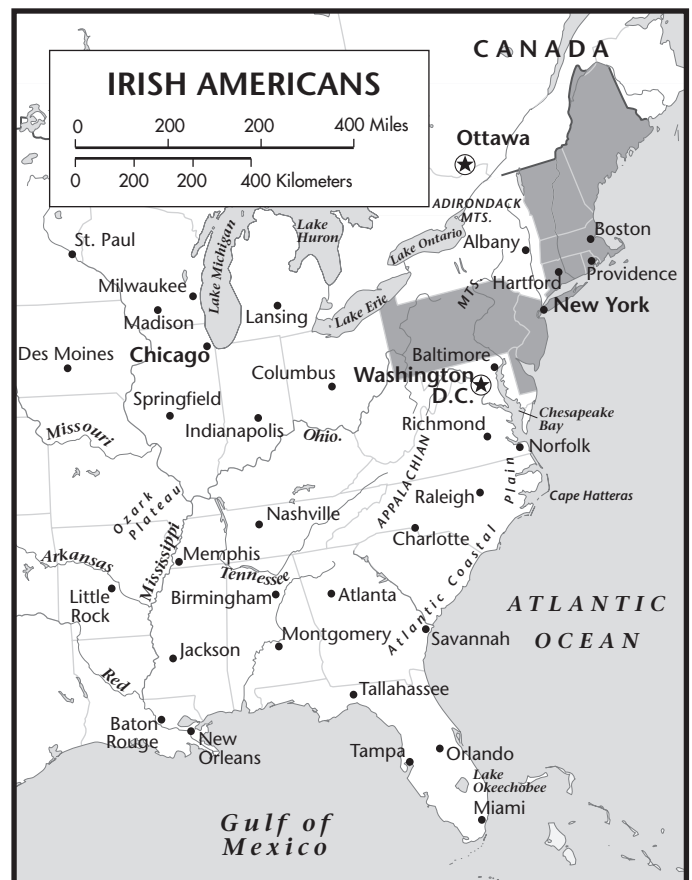 CANADA
IRISH AMERICANS
0 200 200 400 Miles
0 200 200 400 Kilometers
Ottawa
ADIRONDACK
MTS.
St. Paul
Lake Michigan
Lake
Huron
Lake Ontario
Albany
Boston
Milwaukee
Hartford
Providence
Madison
Lansing
Lake Erie
MTS.
New York
Des Moines
Chicago
Baltimore
Columbus
Washington
D.C.
Springfield
Chesapeake
Bay
Missouri
Indianapolis
Ohio.
Richmond
Norfolk
Ozark
Plateau
APPALACHIAN
Raleigh
Plain
Cape Hatteras
Nashville
Charlotte
Arkansas
Mississippi
Memphis
Tennessee
Atlantic Coastal
Little
Rock
Birmingham
Atlanta
ATLANTIC
OCEAN
Montgomery
Savannah
Jackson
Red
Tallahassee
Baton
Rouge
New
Orleans
Tampa
Orlando
Lake
Okeechobee
Miami
Gulf of
Mexico